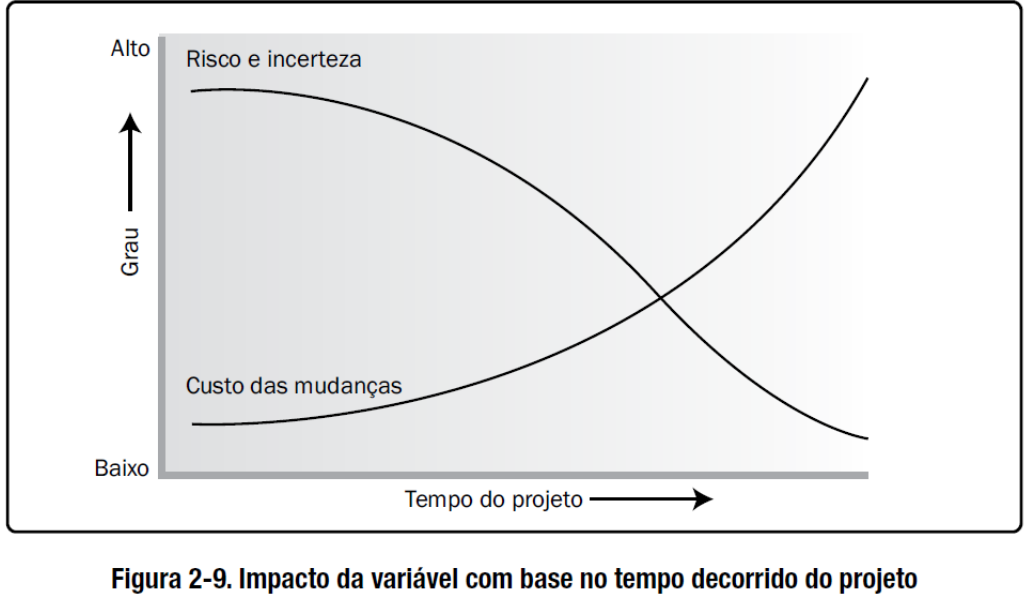 Alto
Risco e incerteza
Grau
Custo das mudanças
Baixo
Tempo do projeto
Figura 2-9. Impacto da variável com base no tempo decorrido do projeto